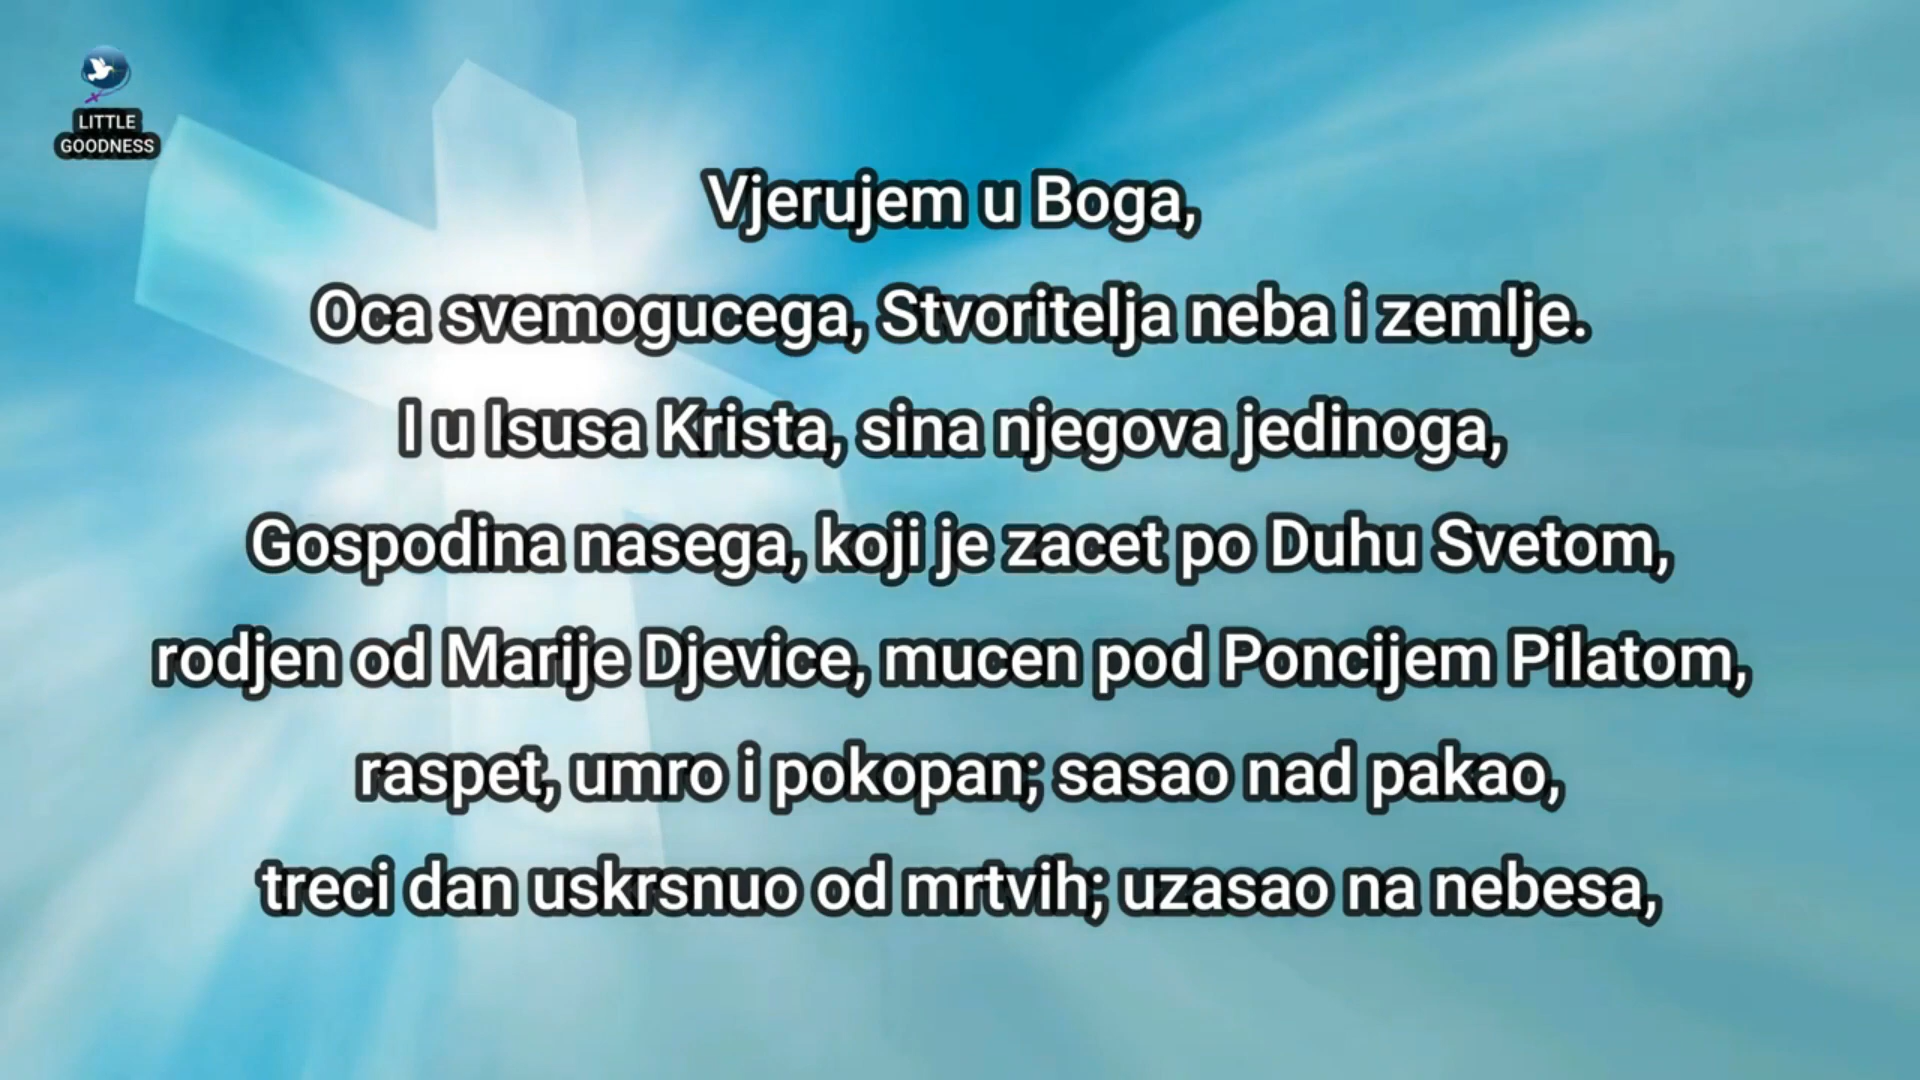 LITTLE
GOODNESS
Vjerujem u Boga,
Oca svemogucega, Stvoritelja neba i zemlje.
I u Isusa Krista, sina njegova jedinoga,
Gospodina nasega, koji je zacet po Duhu Svetom,
rodjen od Marije Djevice, mucen pod Poncijem Pilatom,
raspet, umro i pokopan; sasao nad pakao,
treci dan uskrsnuo od mrtvih; uzasao na nebesa,